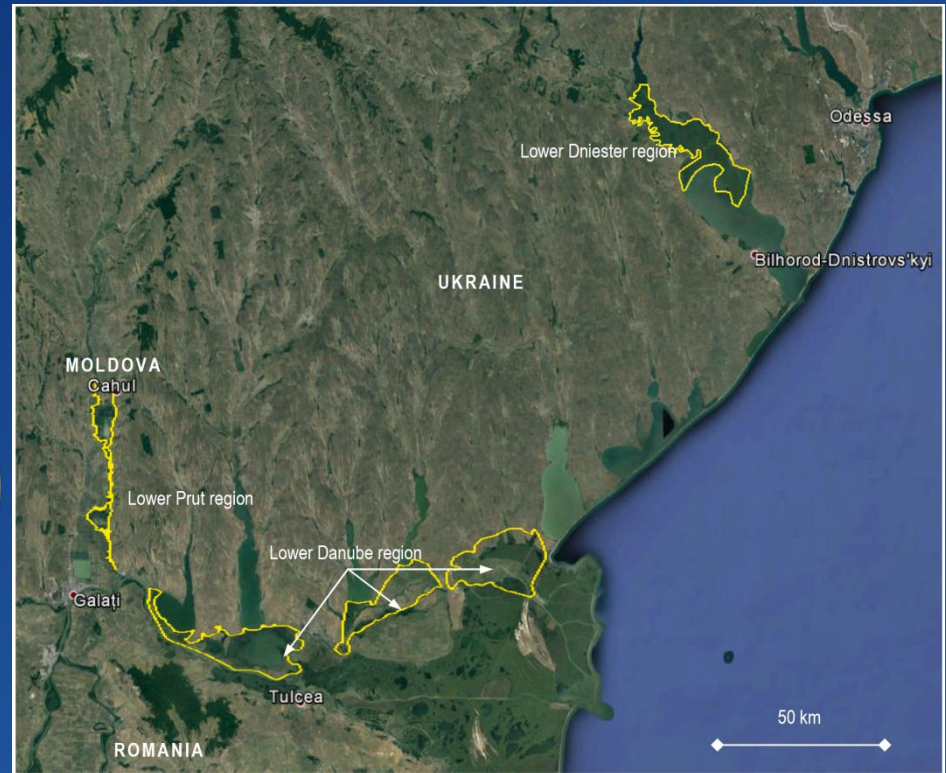 Odessa
Lower Dniester region
Bilhorod-Dnistrovs'kyi
UKRAINE
MOLDOVA
Cahul
Lower Prut region
Lower Danube region
Galaţi
Tulcea
50 km
ROMANIA